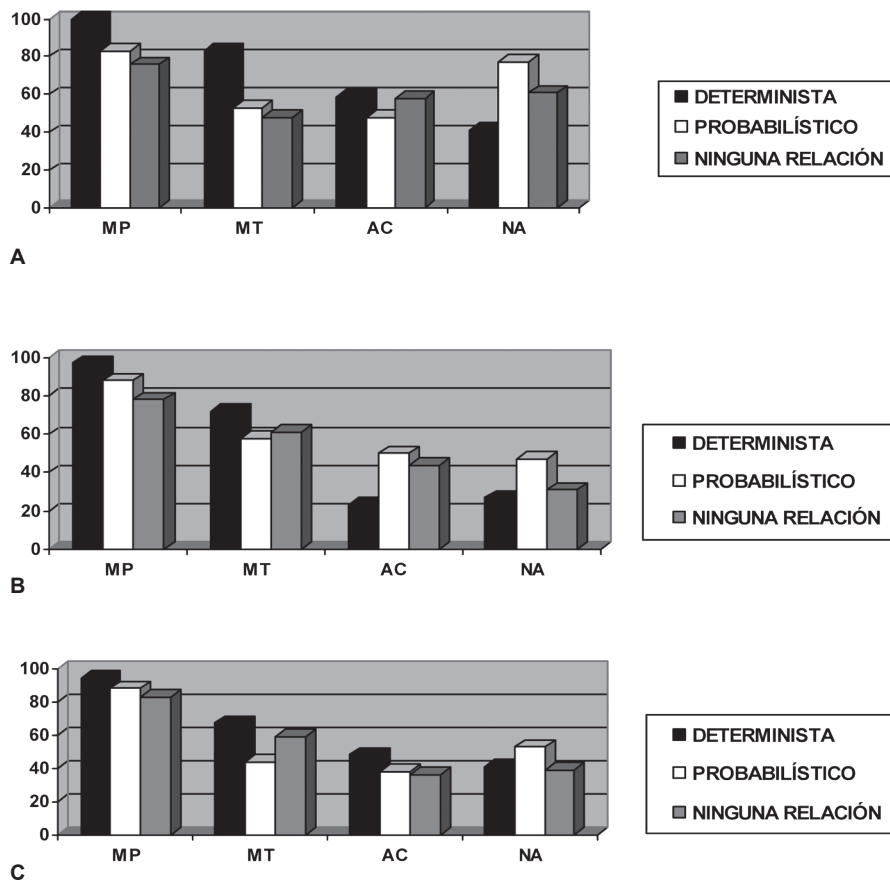 100
80
60
40
20
0
MP MT AC NA
DETERMINISTA
PROBABILÍSTICO
NINGUNA RELACIÓN
A
100
80
60
40
20
0
MP MT AC NA
DETERMINISTA
PROBABILÍSTICO
NINGUNA RELACIÓN
B
100
80
60
40
20
0
MP MT AC NA
DETERMINISTA
PROBABILÍSTICO
NINGUNA RELACIÓN
C